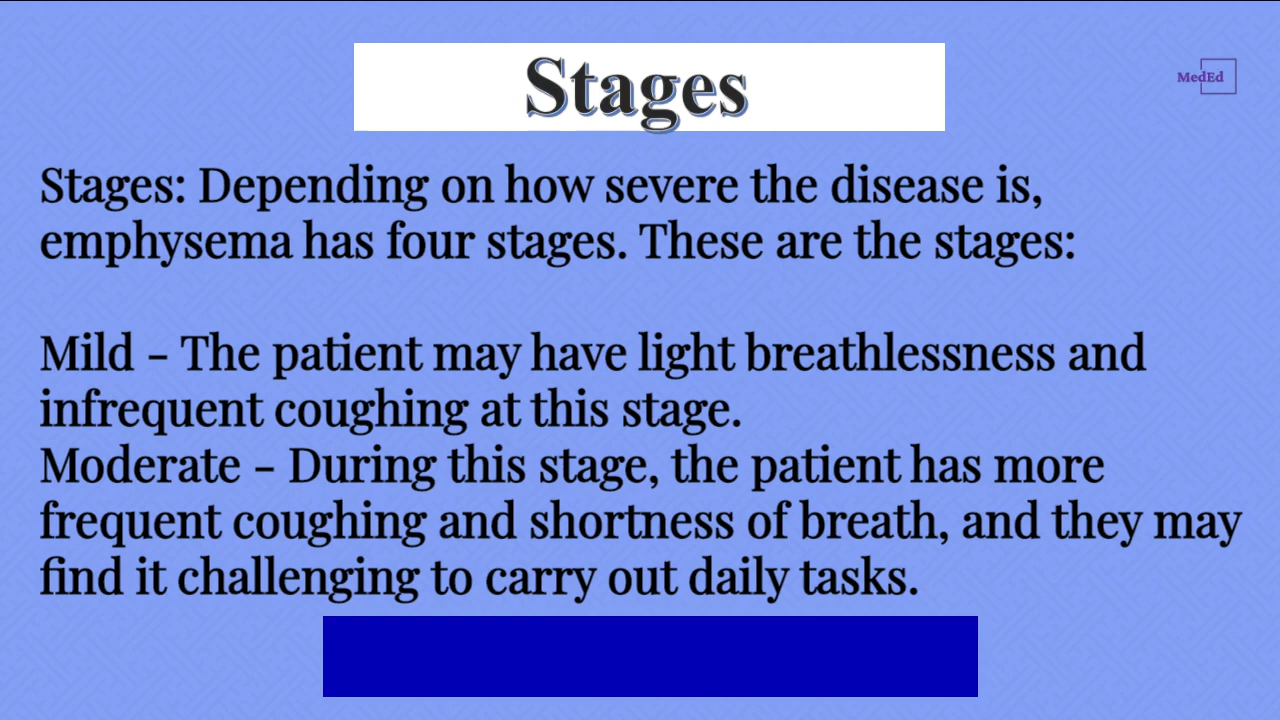 Stages
MedEd
Stages: Depending on how severe the disease is,
emphysema has four stages. These are the stages:
Mild - The patient may have light breathlessness and
infrequent coughing at this stage.
Moderate - During this stage, the patient has more
frequent coughing and shortness of breath, and they may
find it challenging to carry out daily tasks.